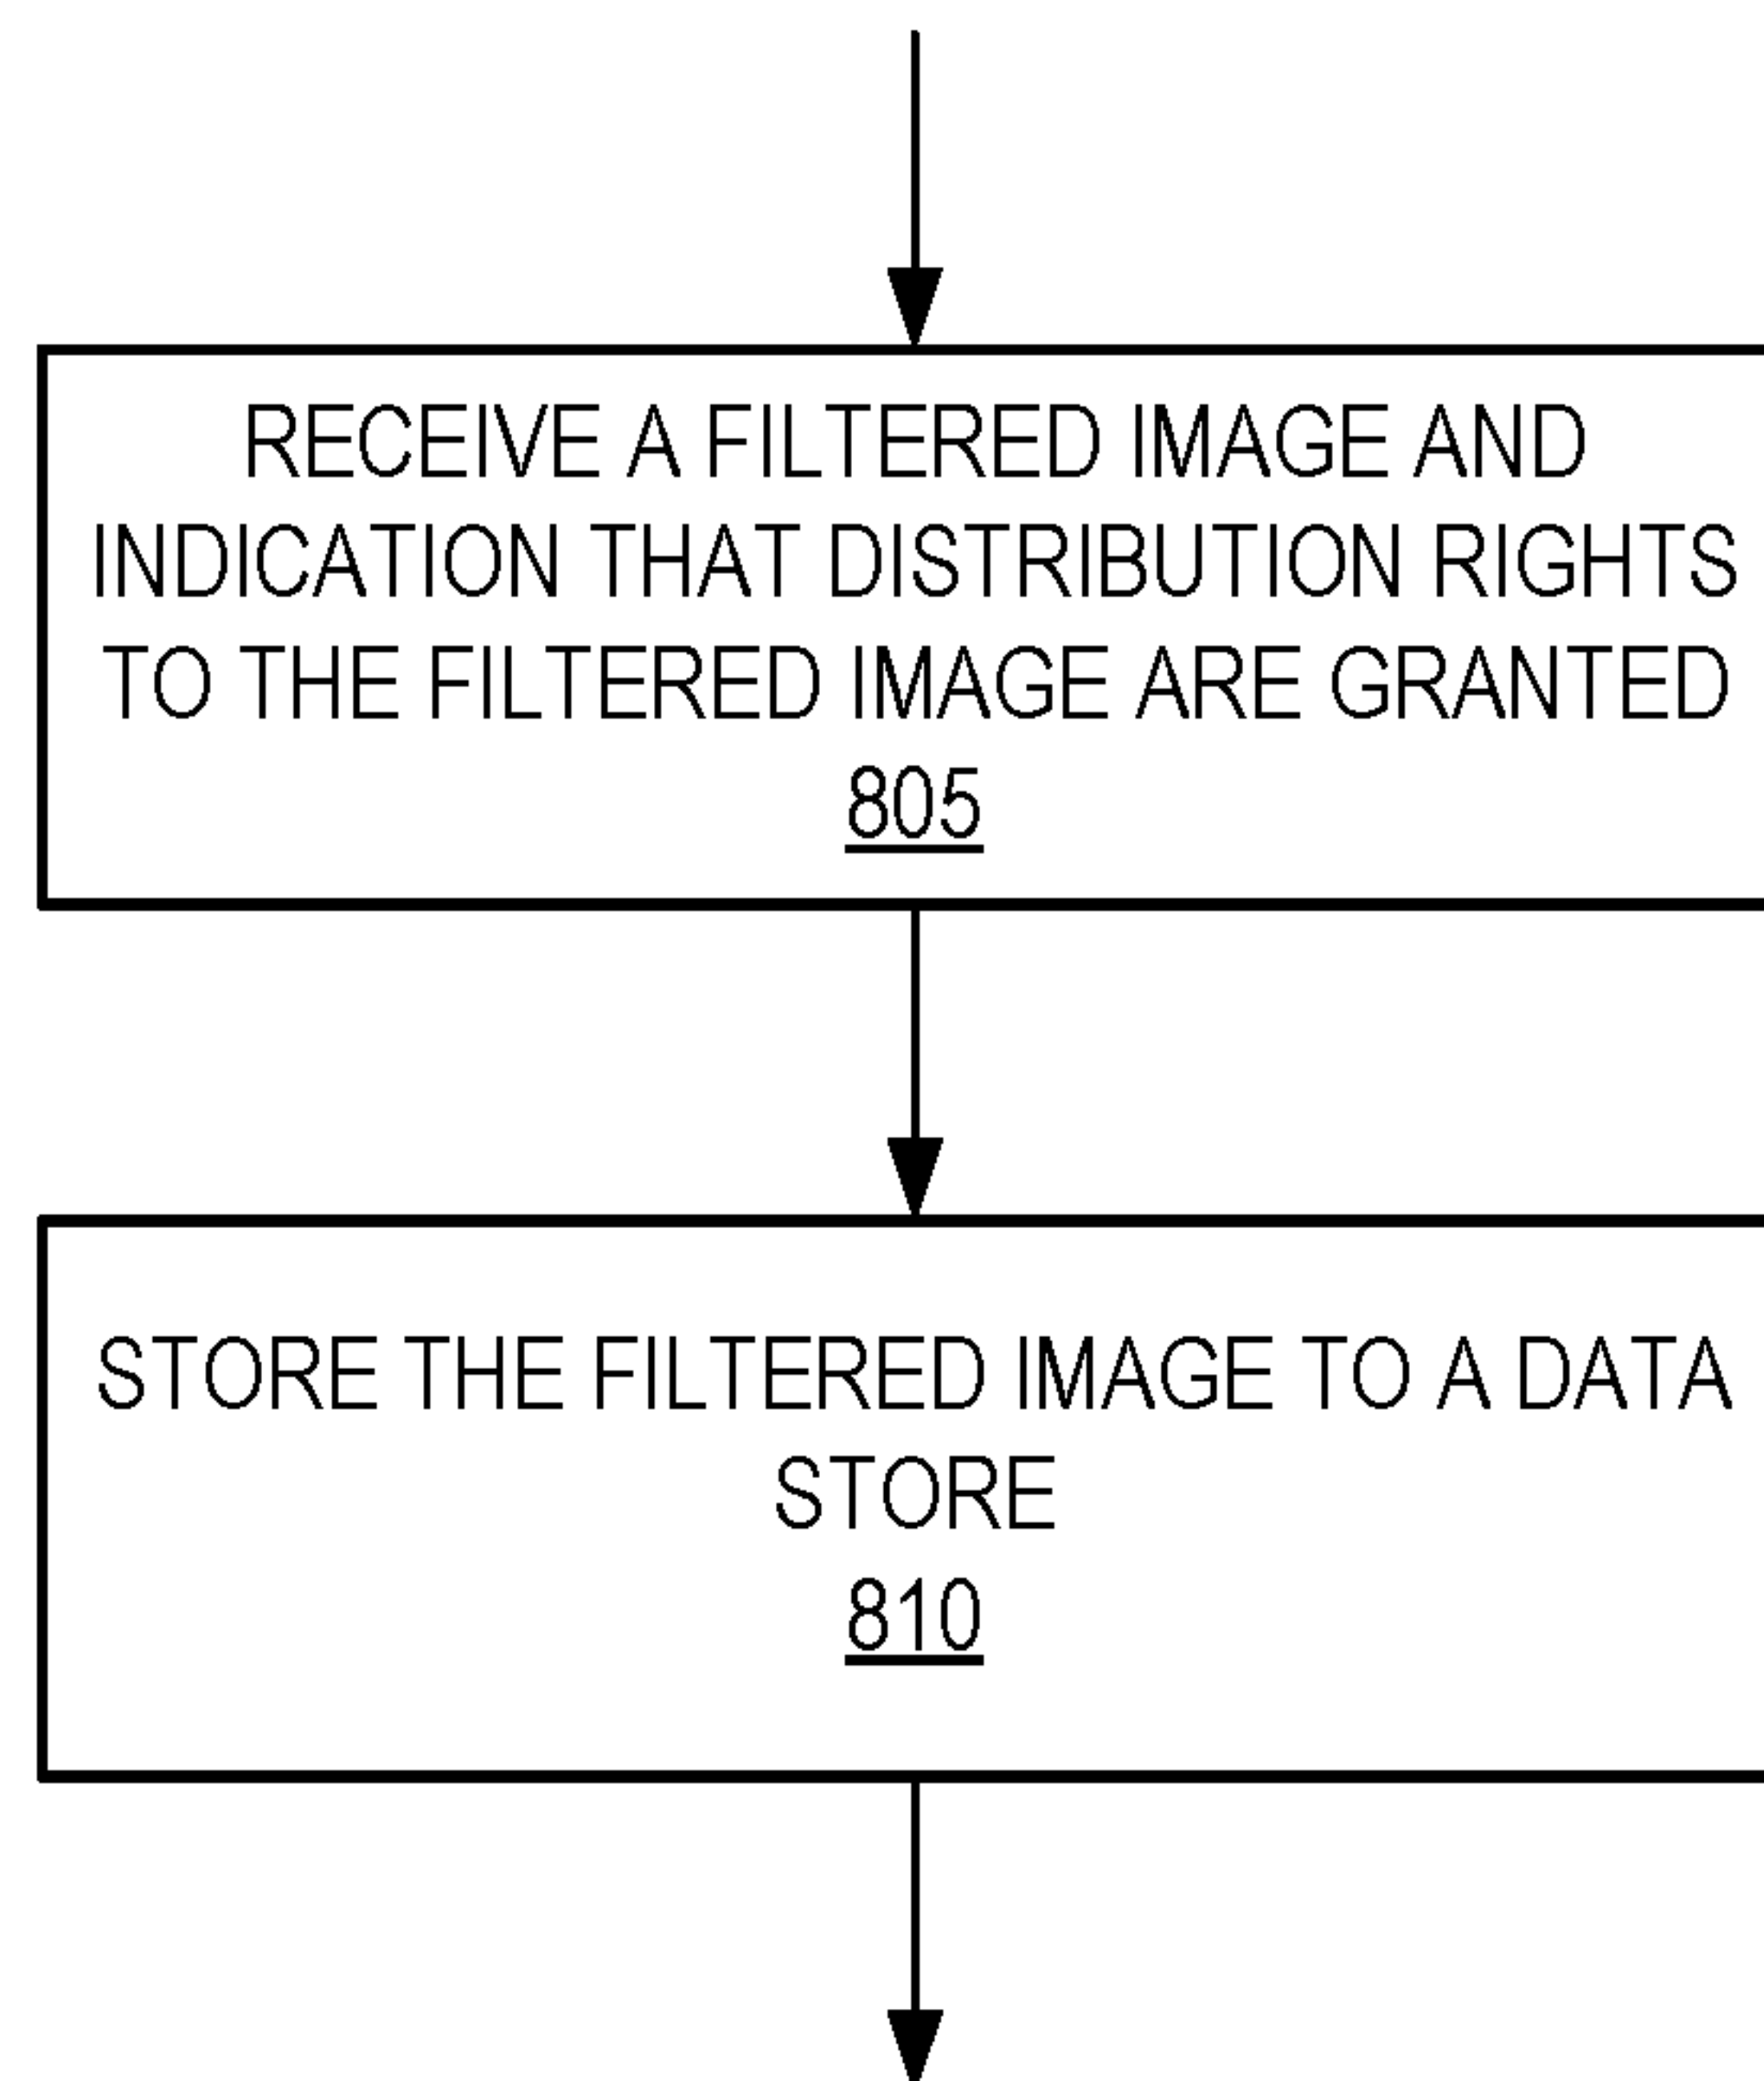 RECEIVE A FILTERED IMAGE AND
INDICATION THAT DISTRIBUTION RIGHTS
TO THE FILTERED IMAGE ARE GRANTED
805
STORE THE FILTERED IMAGE TO A DATA
STORE
810